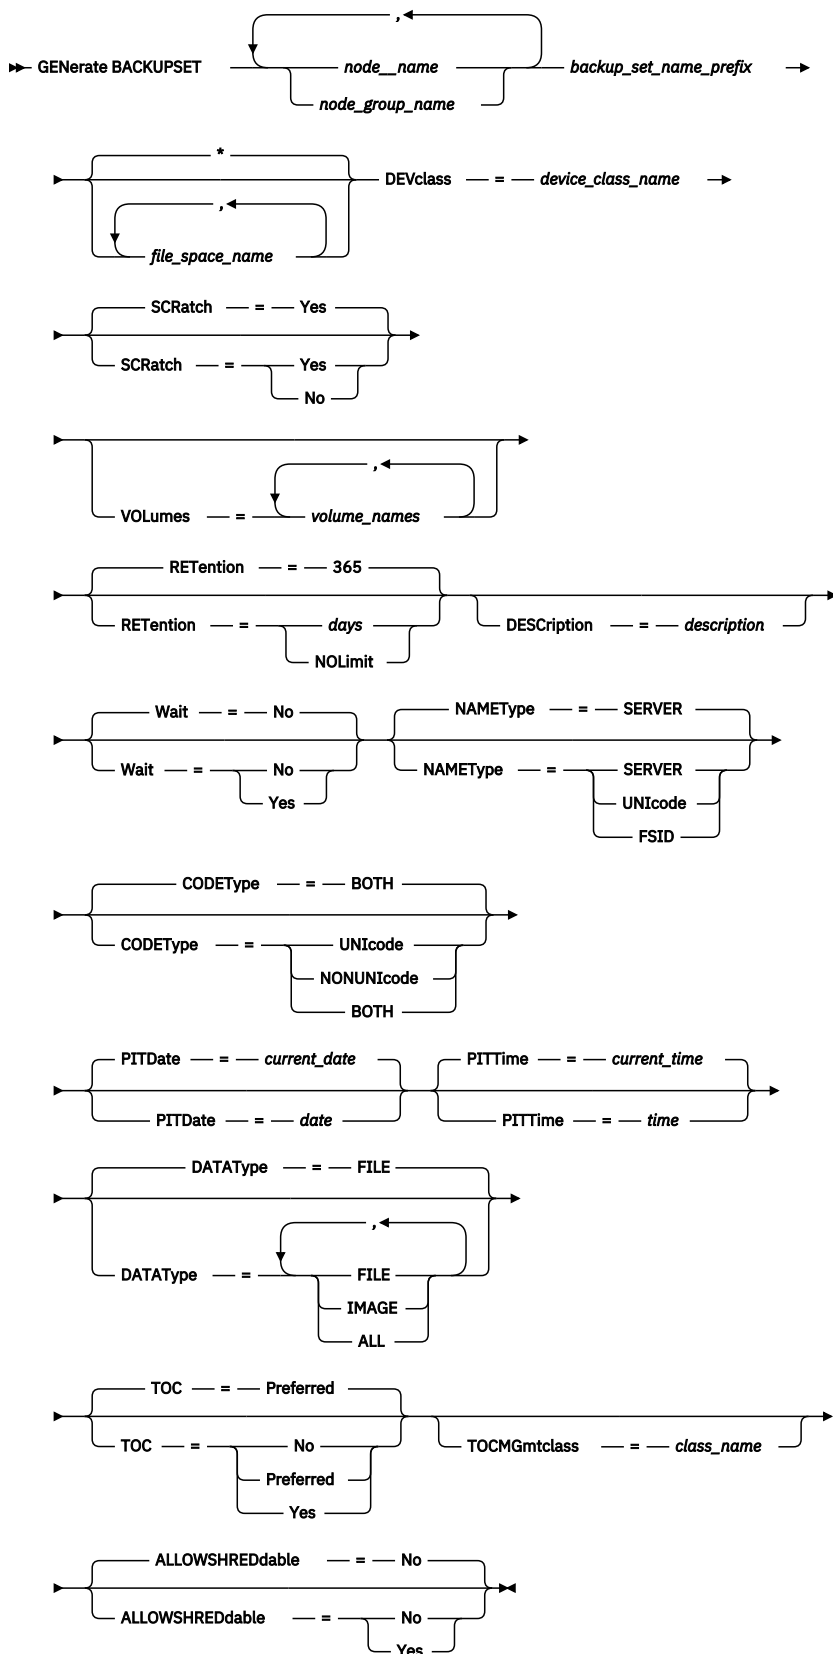 ,
GENerate BACKUPSET node__name backup_set_name_prefix
node_group_name
*
DEVclass = device_class_name
,
file_space_name
SCRatch = Yes
SCRatch = Yes
No
,
VOLumes = volume_names
RETention = 365
RETention = days DESCription = description
NOLimit
Wait = No NAMEType = SERVER
Wait = No NAMEType = SERVER
Yes UNIcode
FSID
CODEType = BOTH
CODEType = UNIcode
NONUNIcode
BOTH
PITDate = current_date PITTime = current_time
PITDate = date PITTime = time
DATAType = FILE
,
DATAType = FILE
IMAGE
ALL
TOC = Preferred
TOC = No TOCMGmtclass = class_name
Preferred
Yes
ALLOWSHREDdable = No
ALLOWSHREDdable = No
Yes